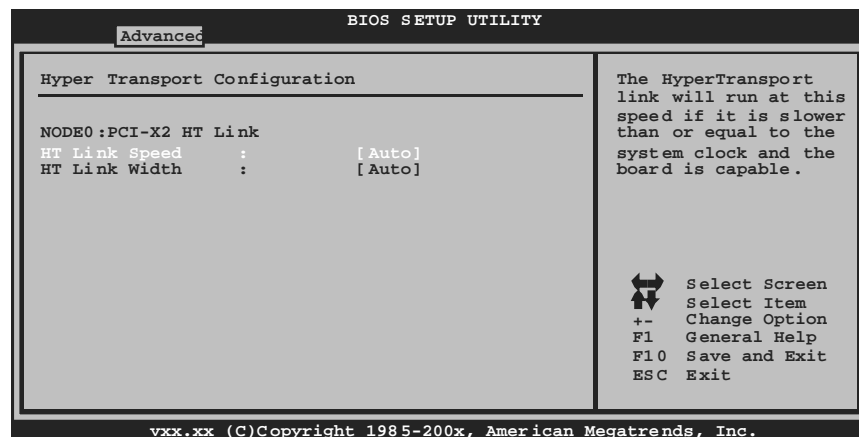 BIOS SETUP UTILITY
Advanced
Hyper Transport Configuration
NODE0:PCI-X2 HT Link
HT Link Speed : [Auto]
HT Link Width : [Auto]
The HyperTransport
link will run at this
speed if it is slower
than or equal to the
system clock and the
board is capable.
Select Screen
Select Item
+- Change Option
F1 General Help
F10 Save and Exit
ESC Exit
vxx.xx (C)Copyright 1985-200x, American Megatrends, Inc.